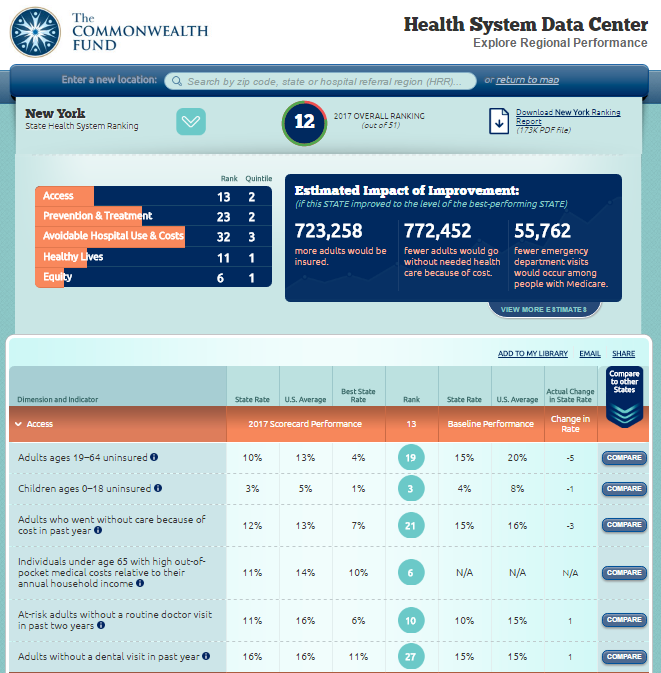 The
COMMONWEALTH
FUND
Health System Data Center
Explore Regional Performance
Enter a new location: Search by zip code, state or hospital referral region (HRR)... or return to map
New York
State Health System Ranking
12
2017 OVERALL RANKING
(out of 51)
Download New York Ranking
Report
(173K PDF file)
Rank Quintile
Access 13 2
Prevention & Treatment 23 2
Avoidable Hospital Use & Costs 32 3
Healthy Lives 11 1
Equity 6 1
Estimated Impact of Improvement:
(if this STATE improved to the level of the best-performing STATE)
723,258
more adults would be
insured.
772,452
fewer adults would go
without needed health
care because of cost.
55,762
fewer emergency
department visits
would occur among
people with Medicare.
VIEW MORE ESTIMATES
ADD TO MY LIBRARY EMAIL SHARE
Dimension and Indicator State Rate U.S. Average Best State
Rate Rank State Rate U.S. Average Actual Change
in State Rate Compare
to other
States
Access 2017 Scorecard Performance 13 Baseline Performance Change in
Rate
Adults ages 19–64 uninsured 10% 13% 4% 19 15% 20% -5 COMPARE
Children ages 0–18 uninsured 3% 5% 1% 3 4% 8% -1 COMPARE
Adults who went without care because of
cost in past year 12% 13% 7% 21 15% 16% -3 COMPARE
Individuals under age 65 with high out-of-
pocket medical costs relative to their
annual household income 11% 14% 10% 6 N/A N/A N/A COMPARE
At-risk adults without a routine doctor visit
in past two years 11% 16% 6% 10 10% 15% 1 COMPARE
Adults without a dental visit in past year 16% 16% 11% 27 15% 15% 1 COMPARE